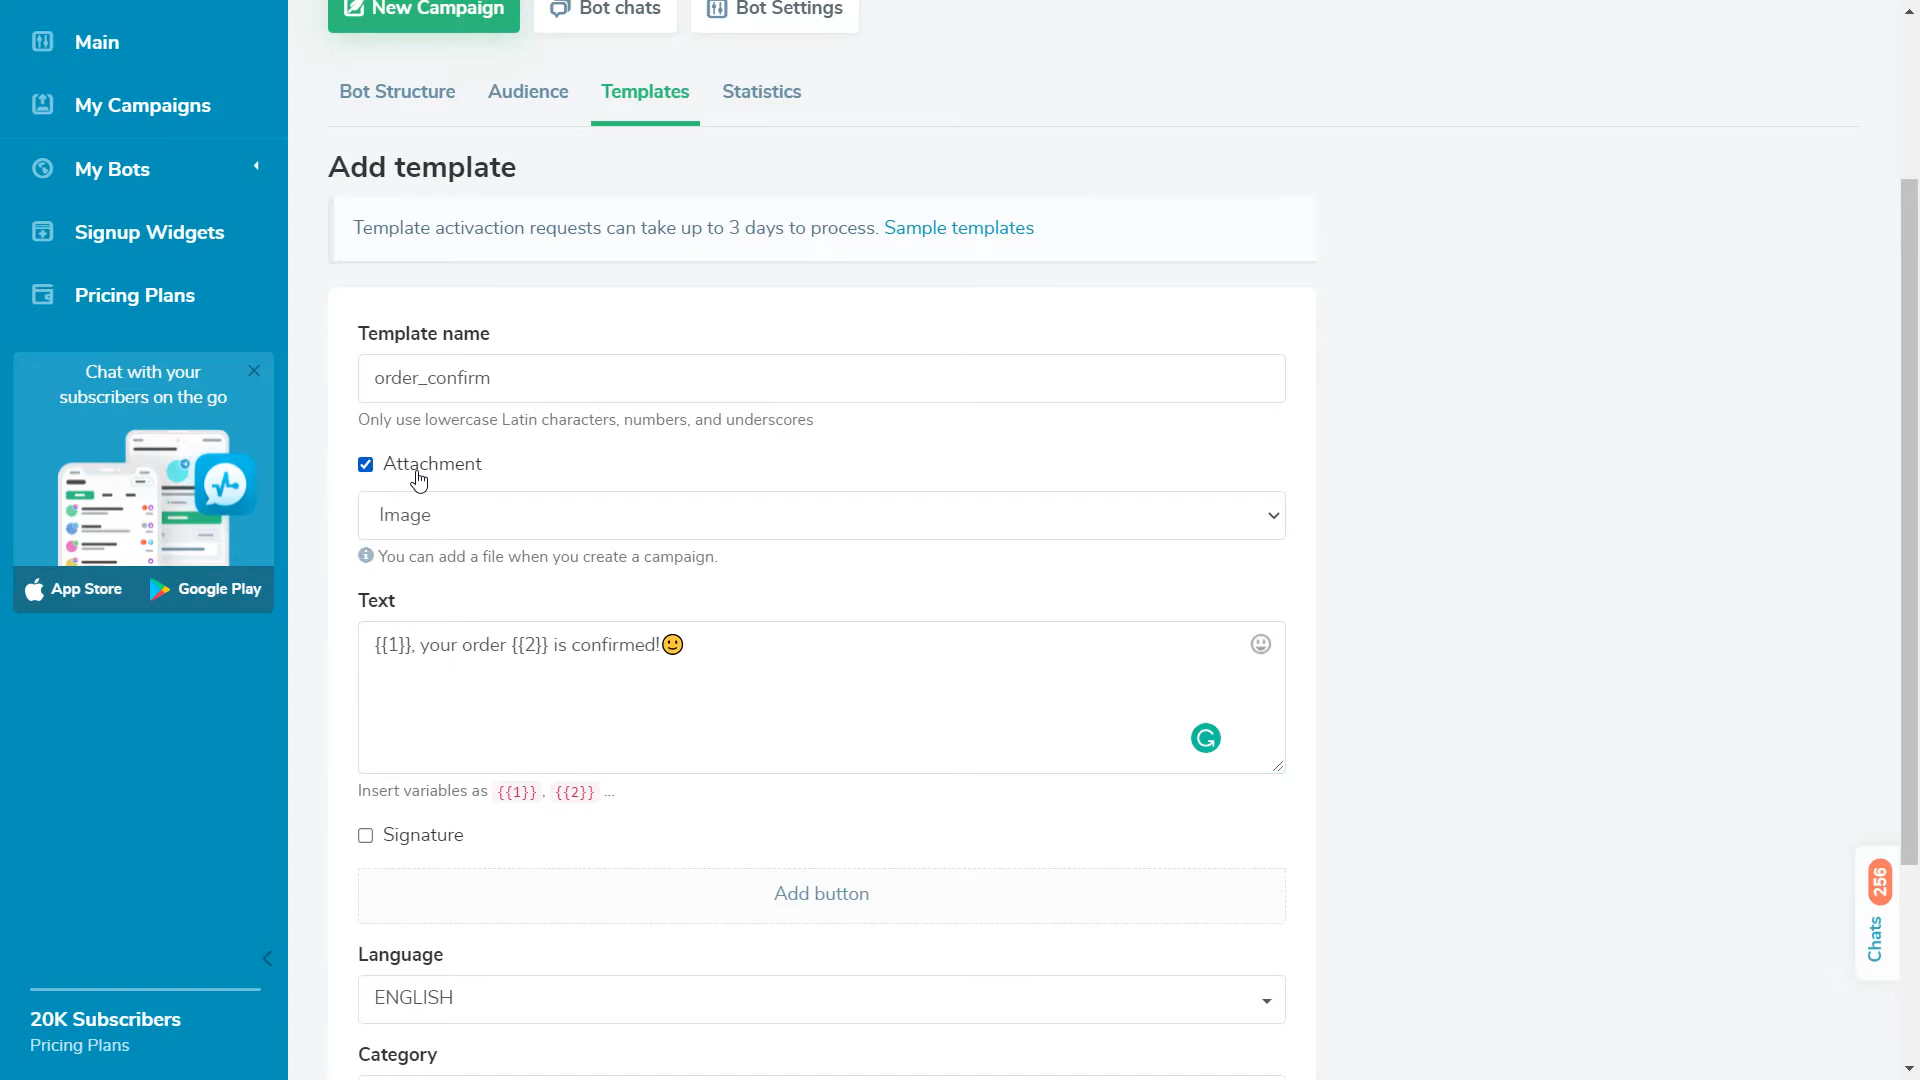 Main
My Campaigns
My Bots
Signup Widgets
Pricing Plans
Chat with your
subscribers on the go
App Store
Google Play
20K Subscribers
Pricing Plans
New Campaign
Bot chats
Bot Settings
Bot Structure
Audience
Templates
Statistics
Add template
Template activaction requests can take up to 3 days to process. Sample templates
Template name
order_confirm
Only use lowercase Latin characters, numbers, and underscores
Attachment
Image
You can add a file when you create a campaign.
Text
{{1}}, your order {{2}} is confirmed!🙂
Insert variables as {{1}}, {{2}} ...
Signature
Add button
Language
ENGLISH
Category
Chats 256